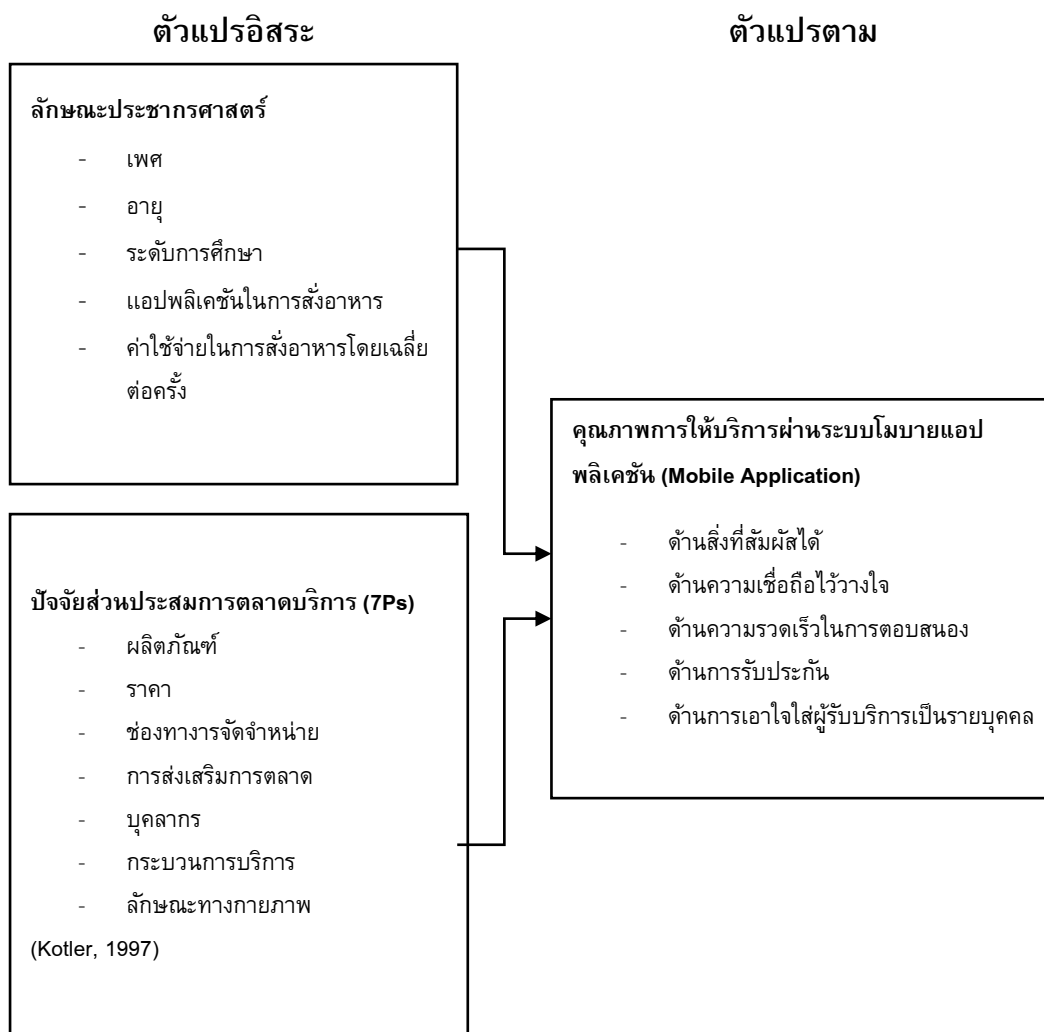 ตัวแปรอิสระ
ตัวแปรตาม
ลักษณะประชากรศาสตร์
- เพศ
- อายุ
- ระดับการศึกษา
- แอปพลิเคชันในการสั่งอาหาร
- ค่าใช้จ่ายในการสั่งอาหารโดยเฉลี่ย
ต่อครั้ง
ปัจจัยส่วนประสมการตลาดบริการ (7Ps)
- ผลิตภัณฑ์
- ราคา
- ช่องทางารจัดจำหน่าย
- การส่งเสริมการตลาด
- บุคลากร
- กระบวนการบริการ
- ลักษณะทางกายภาพ
(Kotler, 1997)
คุณภาพการให้บริการผ่านระบบโมบายแอป
พลิเคชัน (Mobile Application)
- ด้านสิ่งที่สัมผัสได้
- ด้านความเชื่อถือไว้วางใจ
- ด้านความรวดเร็วในการตอบสนอง
- ด้านการรับประกัน
- ด้านการเอาใจใส่ผู้รับบริการเป็นรายบุคคล